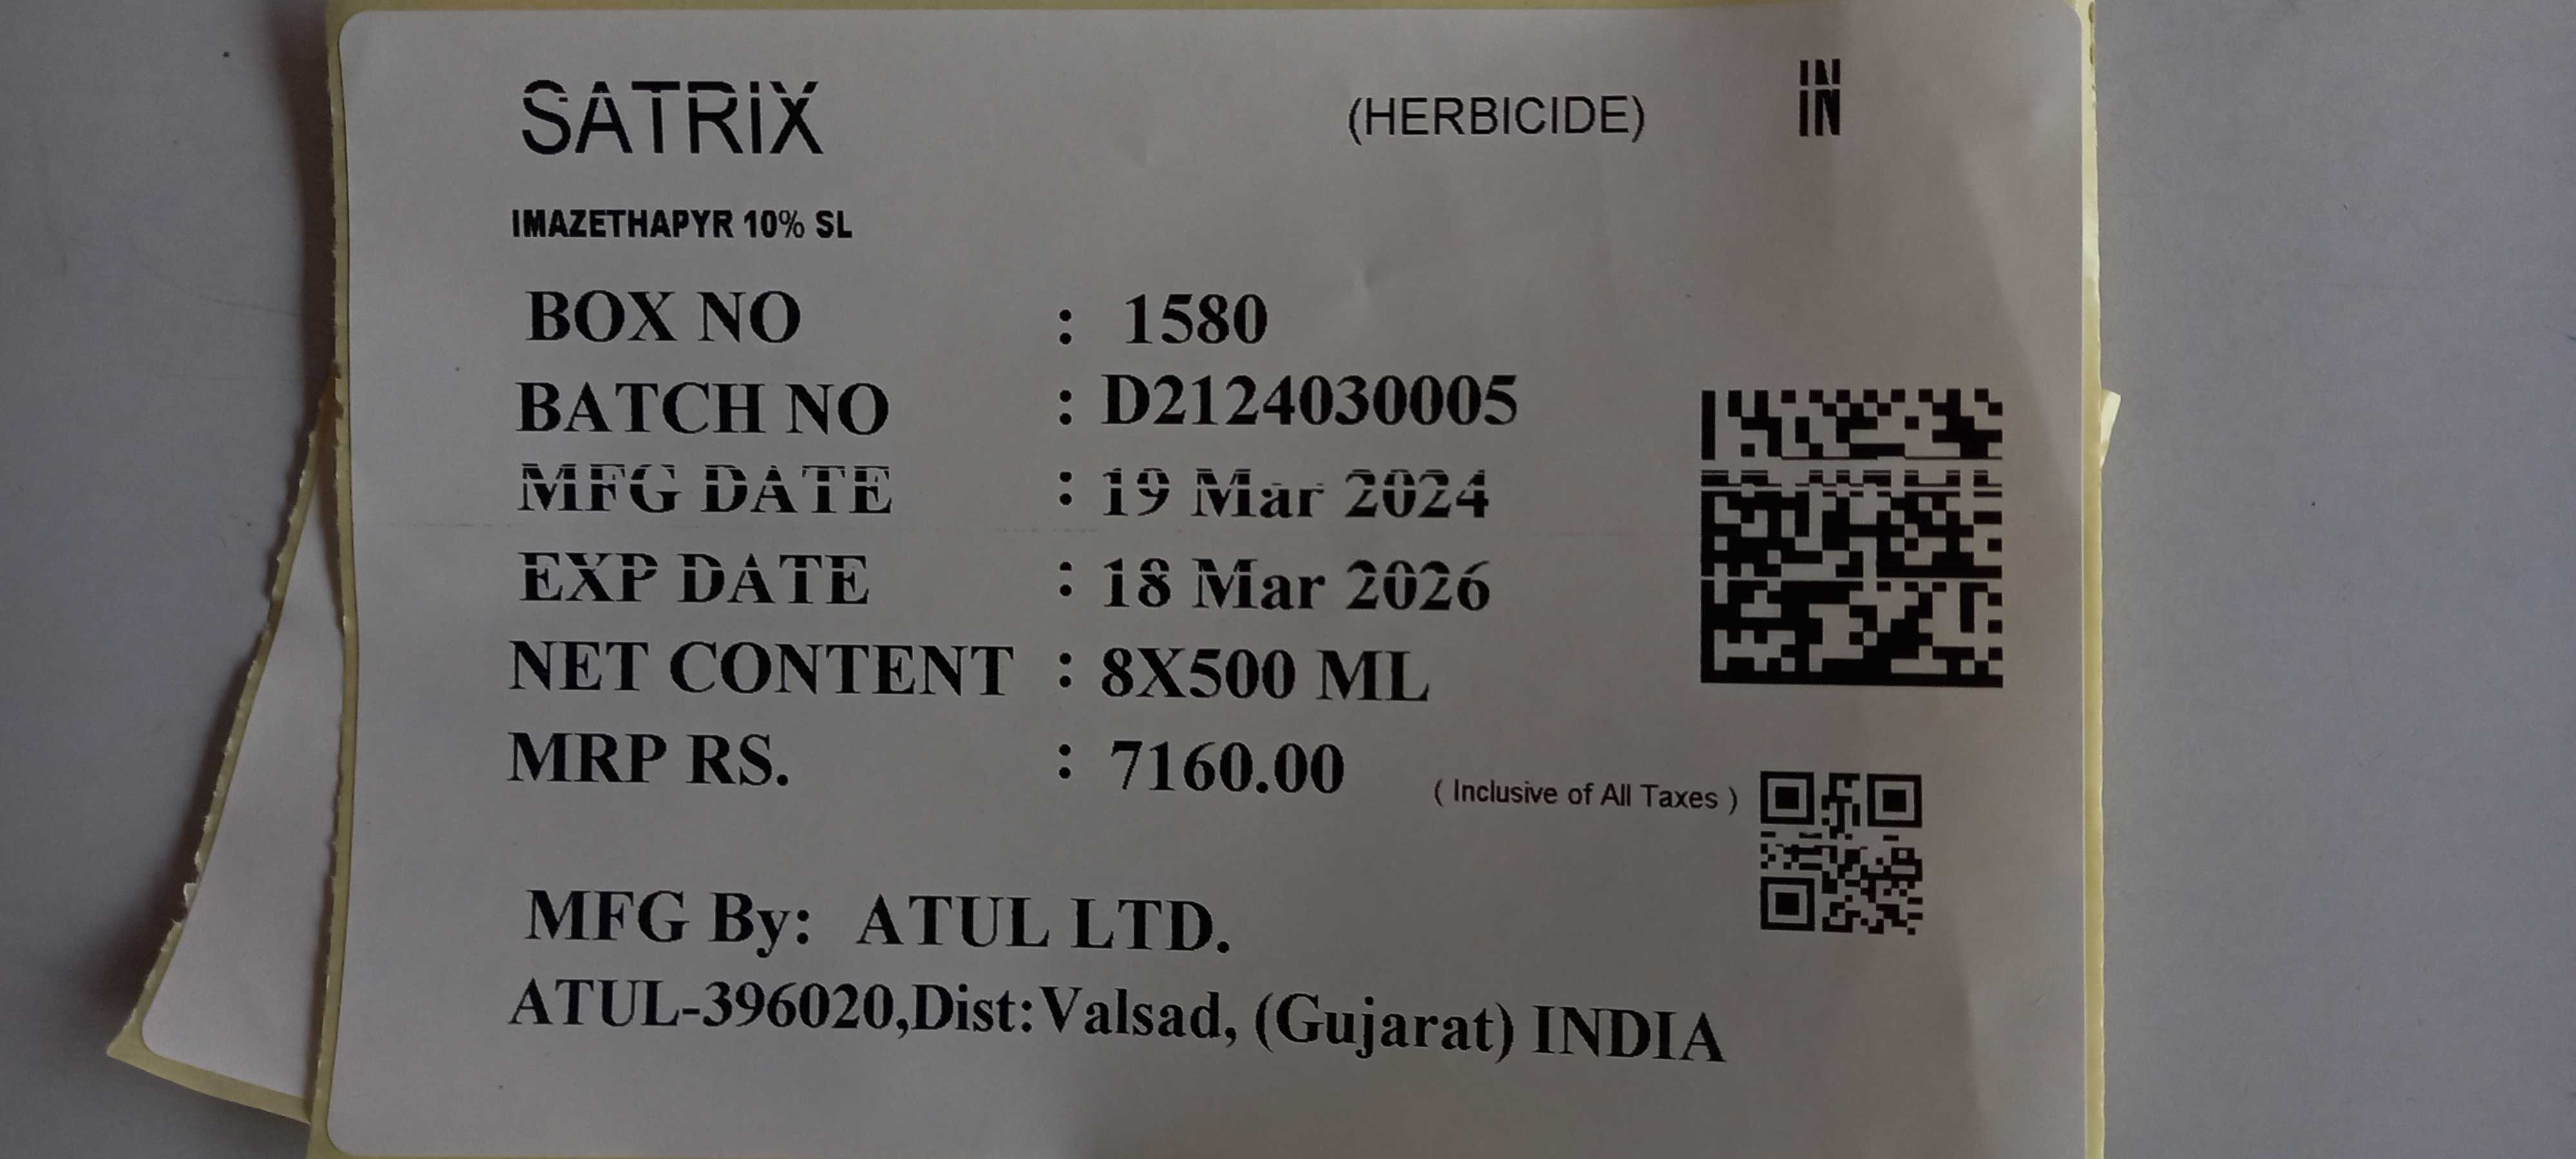 SATRIX (HERBICIDE) IN
IMAZETHAPYR 10% SL
BOX NO : 1580
BATCH NO : D2124030005
MFG DATE : 19 Mar 2024
EXP DATE : 18 Mar 2026
NET CONTENT : 8X500 ML
MRP RS. : 7160.00 ( Inclusive of All Taxes )
MFG By: ATUL LTD.
ATUL-396020,Dist:Valsad, (Gujarat) INDIA